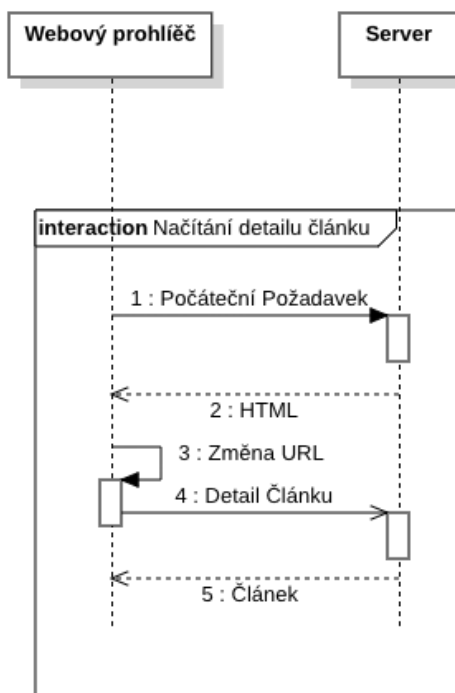 Webový prohlíěč
Server
interaction Načítání detailu článku
1 : Počáteční Požadavek
2 : HTML
3 : Změna URL
4 : Detail Článku
5 : Článek